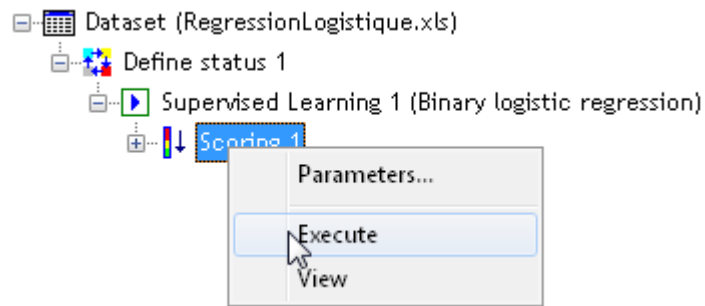 Dataset (RegressionLogistique.xls)
Define status 1
Supervised Learning 1 (Binary logistic regression)
Scoring 1
Parameters...
Execute
View